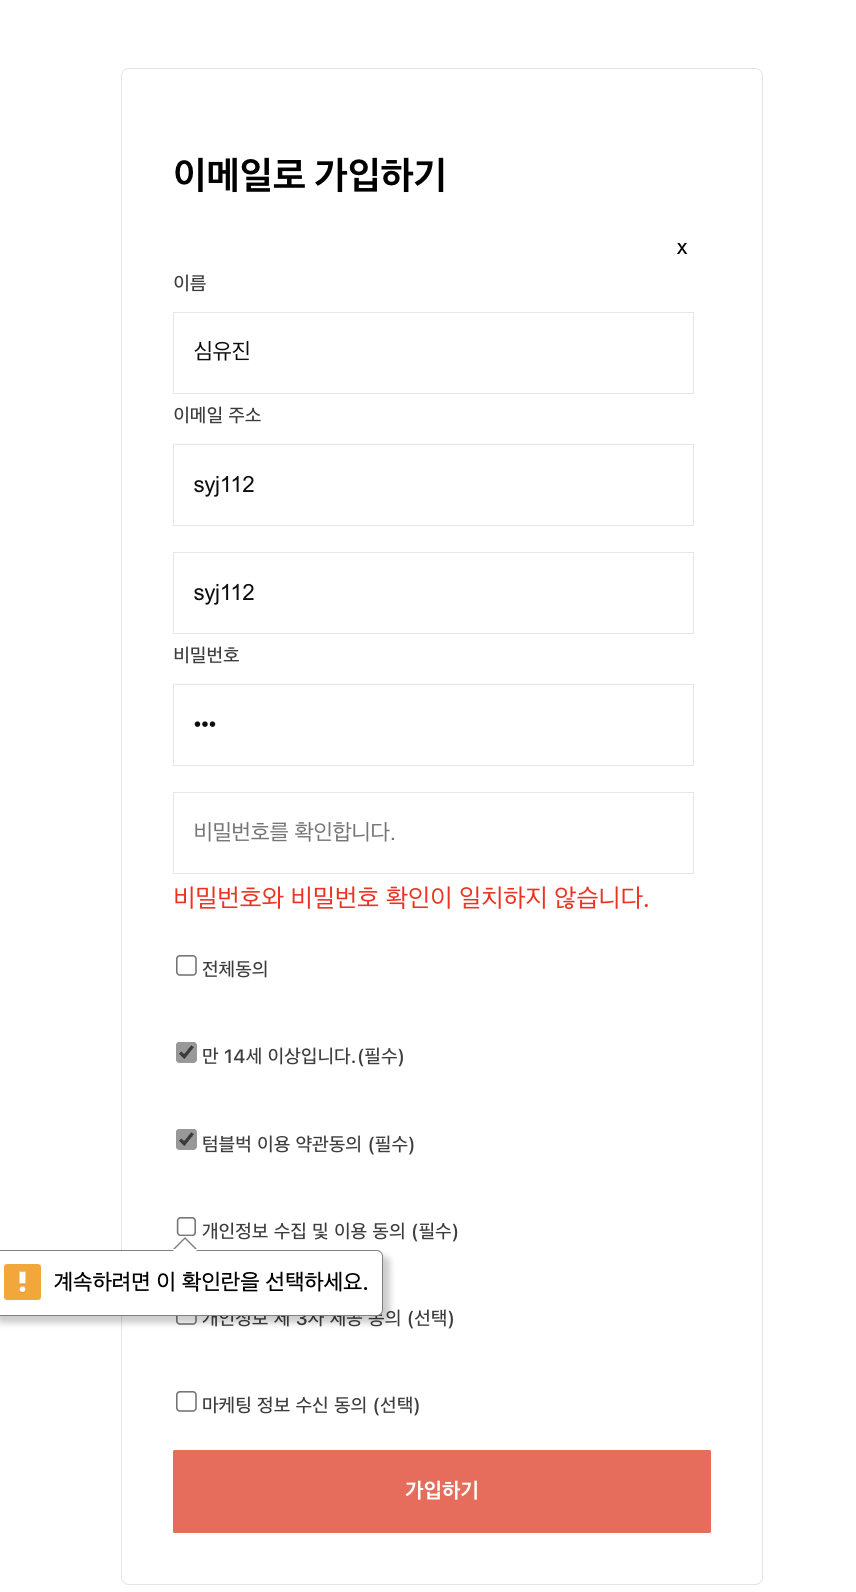 이메일로 가입하기
x
이름
심유진
이메일 주소
syj112
syj112
비밀번호
•••
비밀번호를 확인합니다.
비밀번호와 비밀번호 확인이 일치하지 않습니다.
전체동의
만 14세 이상입니다.(필수)
텀블벅 이용 약관동의 (필수)
개인정보 수집 및 이용 동의 (필수)
계속하려면 이 확인란을 선택하세요.
개인정보 제 3자 제공 동의 (선택)
마케팅 정보 수신 동의 (선택)
가입하기